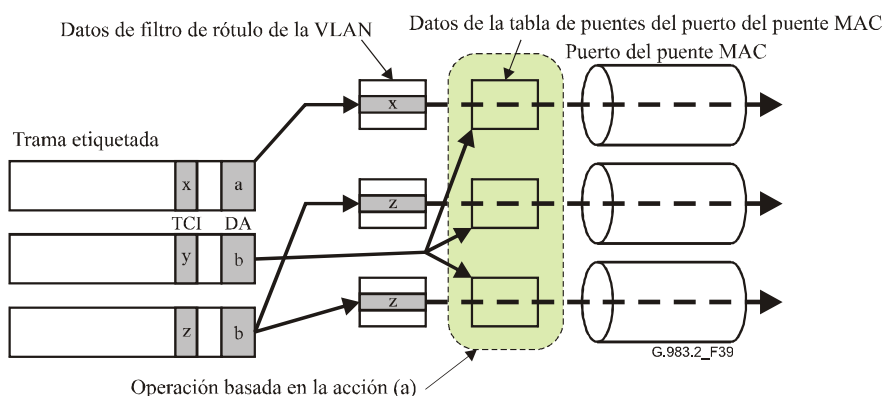 Datos de filtro de rótulo de la VLAN
Datos de la tabla de puentes del puerto del puente MAC
Puerto del puente MAC
x
Trama etiquetada
x a
z
TCI DA
y b
z
z b
G.983.2_F39
Operación basada en la acción (a)